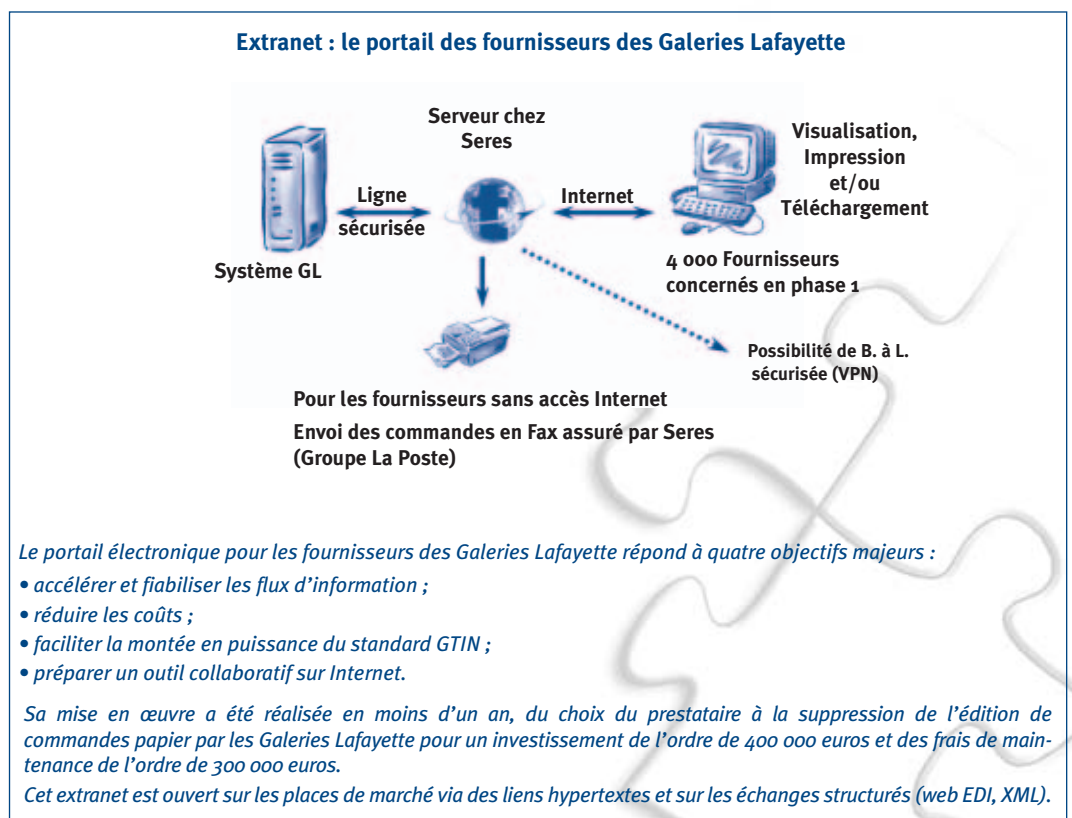 Extranet : le portail des fournisseurs des Galeries Lafayette
Serveur chez
Seres
Visualisation,
Impression
et/ou
Téléchargement
Ligne
sécurisée
Internet
Système GL
4 000 Fournisseurs
concernés en phase 1
Possibilité de B. à L.
sécurisée (VPN)
Pour les fournisseurs sans accès Internet
Envoi des commandes en Fax assuré par Seres
(Groupe La Poste)
Le portail électronique pour les fournisseurs des Galeries Lafayette répond à quatre objectifs majeurs :
• accélérer et fiabiliser les flux d'information ;
• réduire les coûts ;
• faciliter la montée en puissance du standard GTIN ;
• préparer un outil collaboratif sur Internet.
Sa mise en œuvre a été réalisée en moins d'un an, du choix du prestataire à la suppression de l'édition de
commandes papier par les Galeries Lafayette pour un investissement de l'ordre de 400 000 euros et des frais de main-
tenance de l'ordre de 300 000 euros.
Cet extranet est ouvert sur les places de marché via des liens hypertextes et sur les échanges structurés (web EDI, XML).